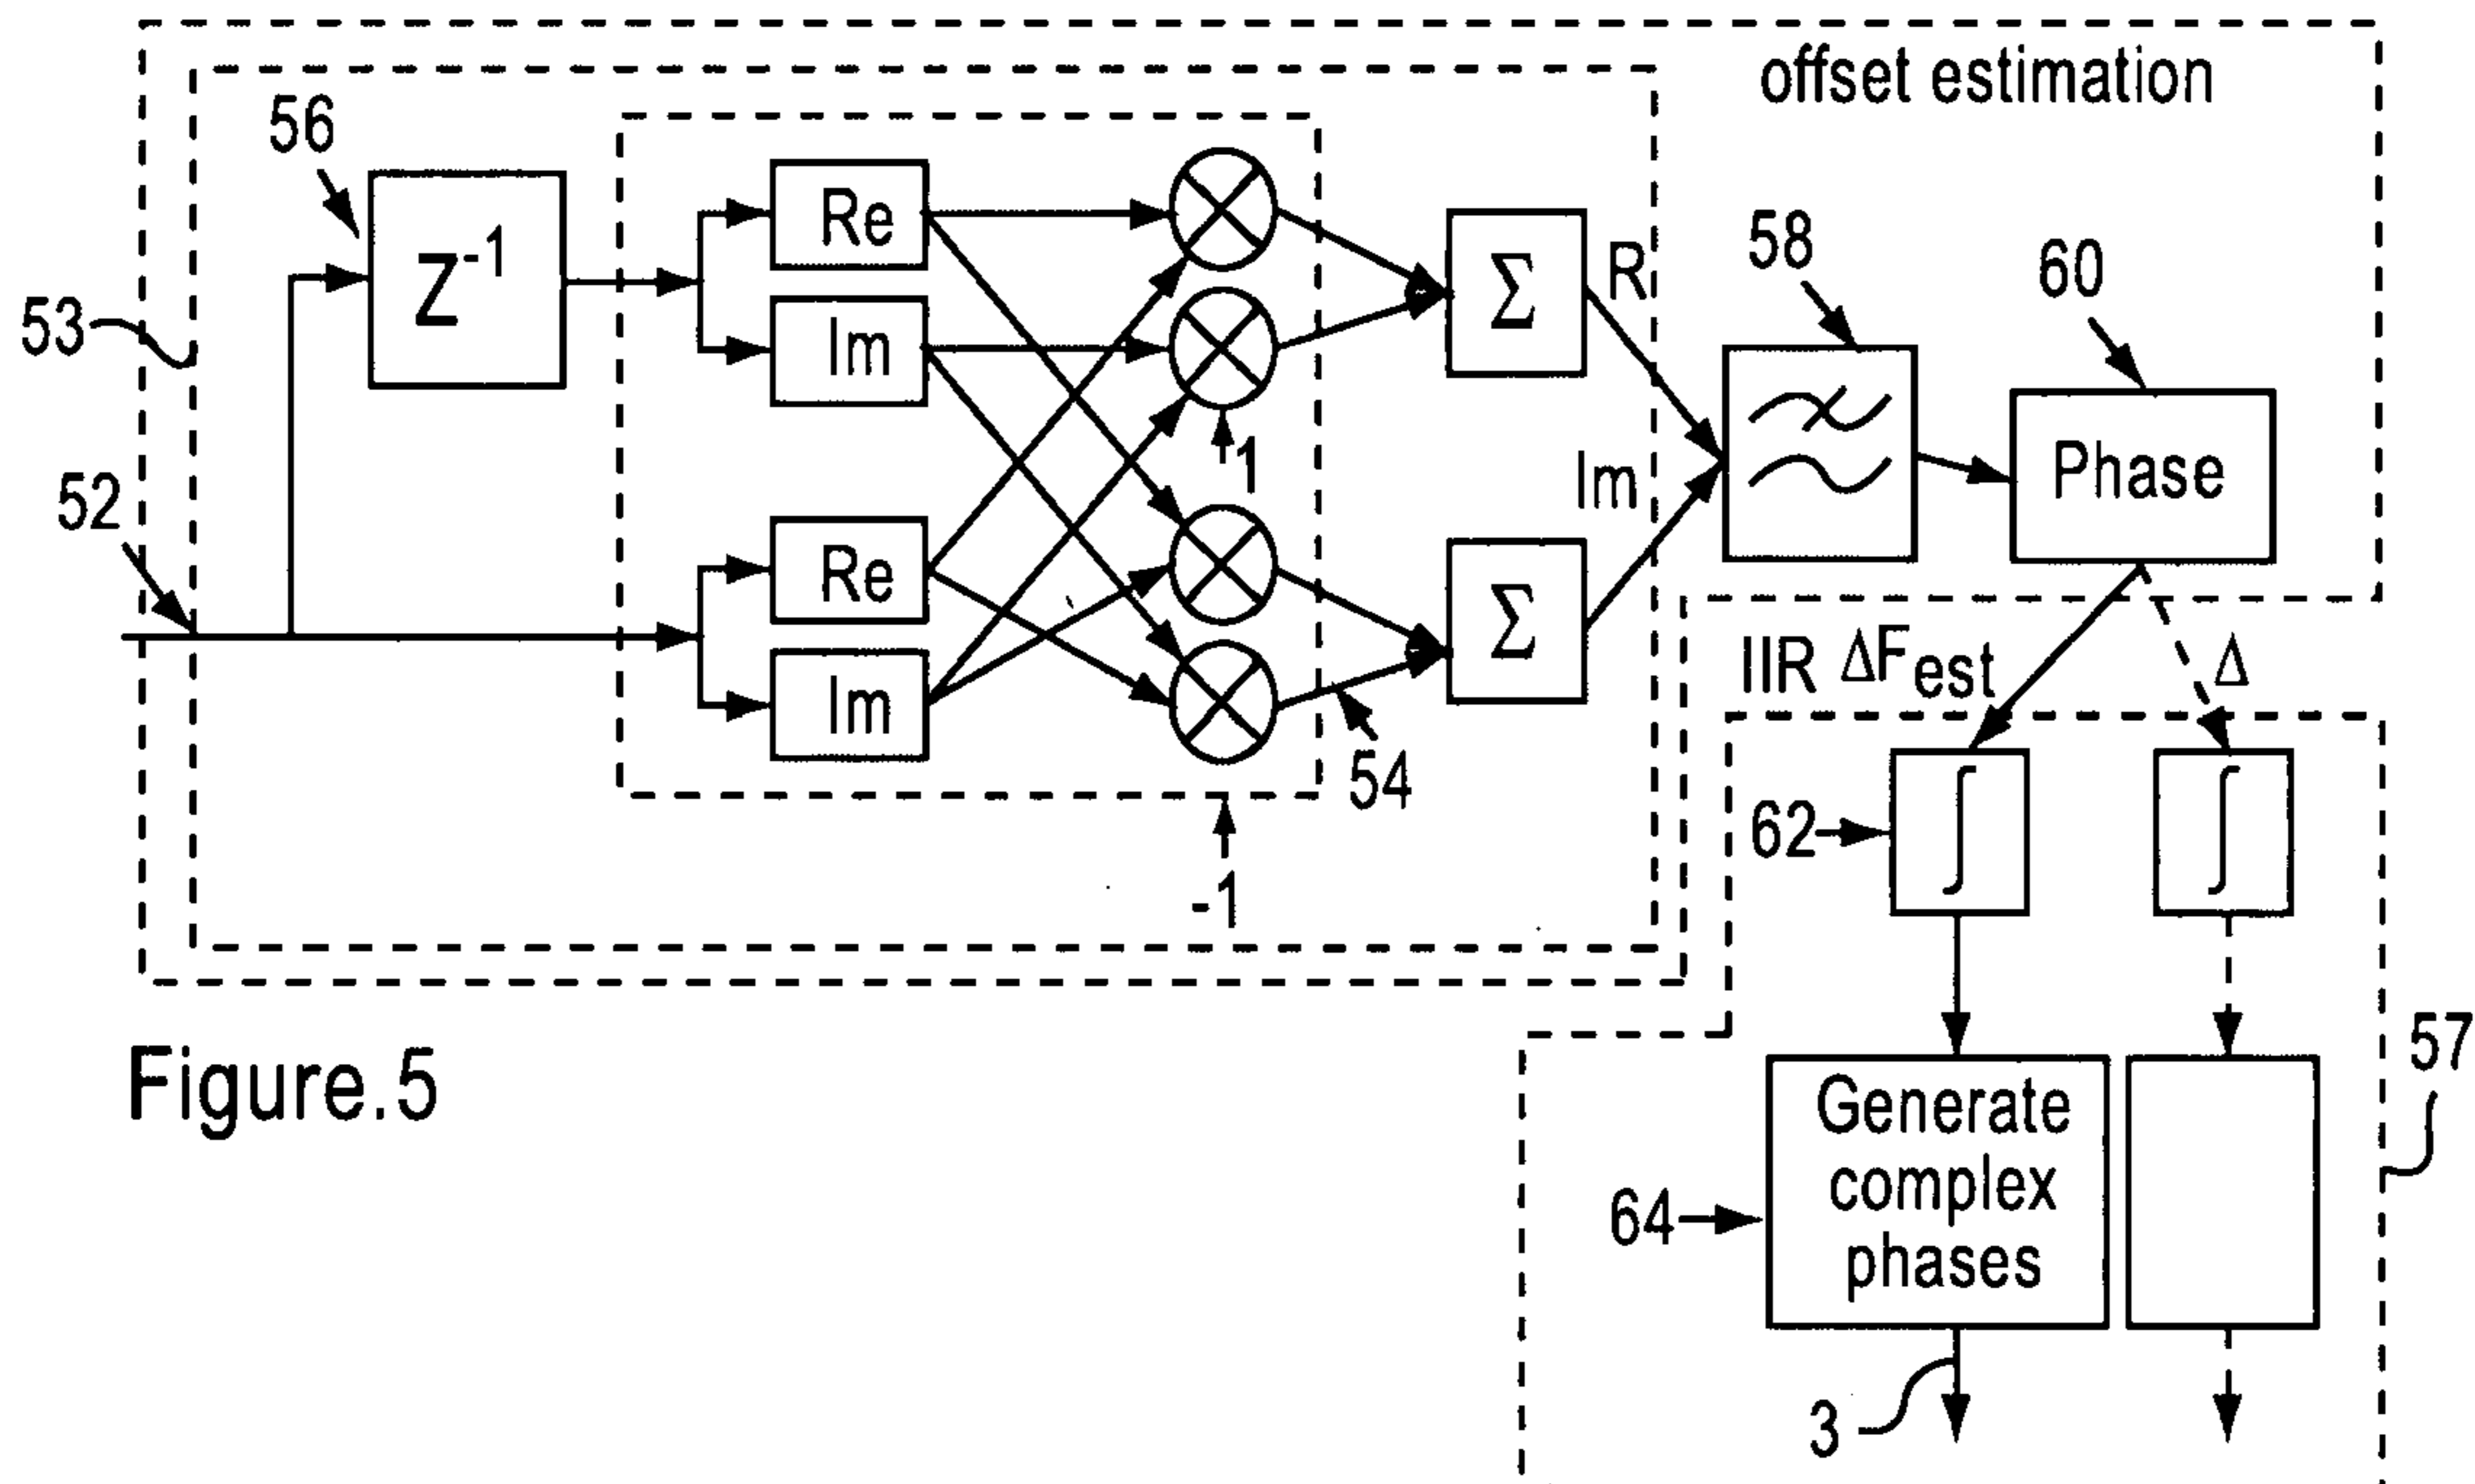 offset estimation
56
Z-1
Re
Im
53
52
Re
Im
1
-1
54
Σ
R
Σ
Im
58
60
Phase
IIR ΔFest
Δ
62
∫
∫
57
64
Generate
complex
phases
3
Figure.5